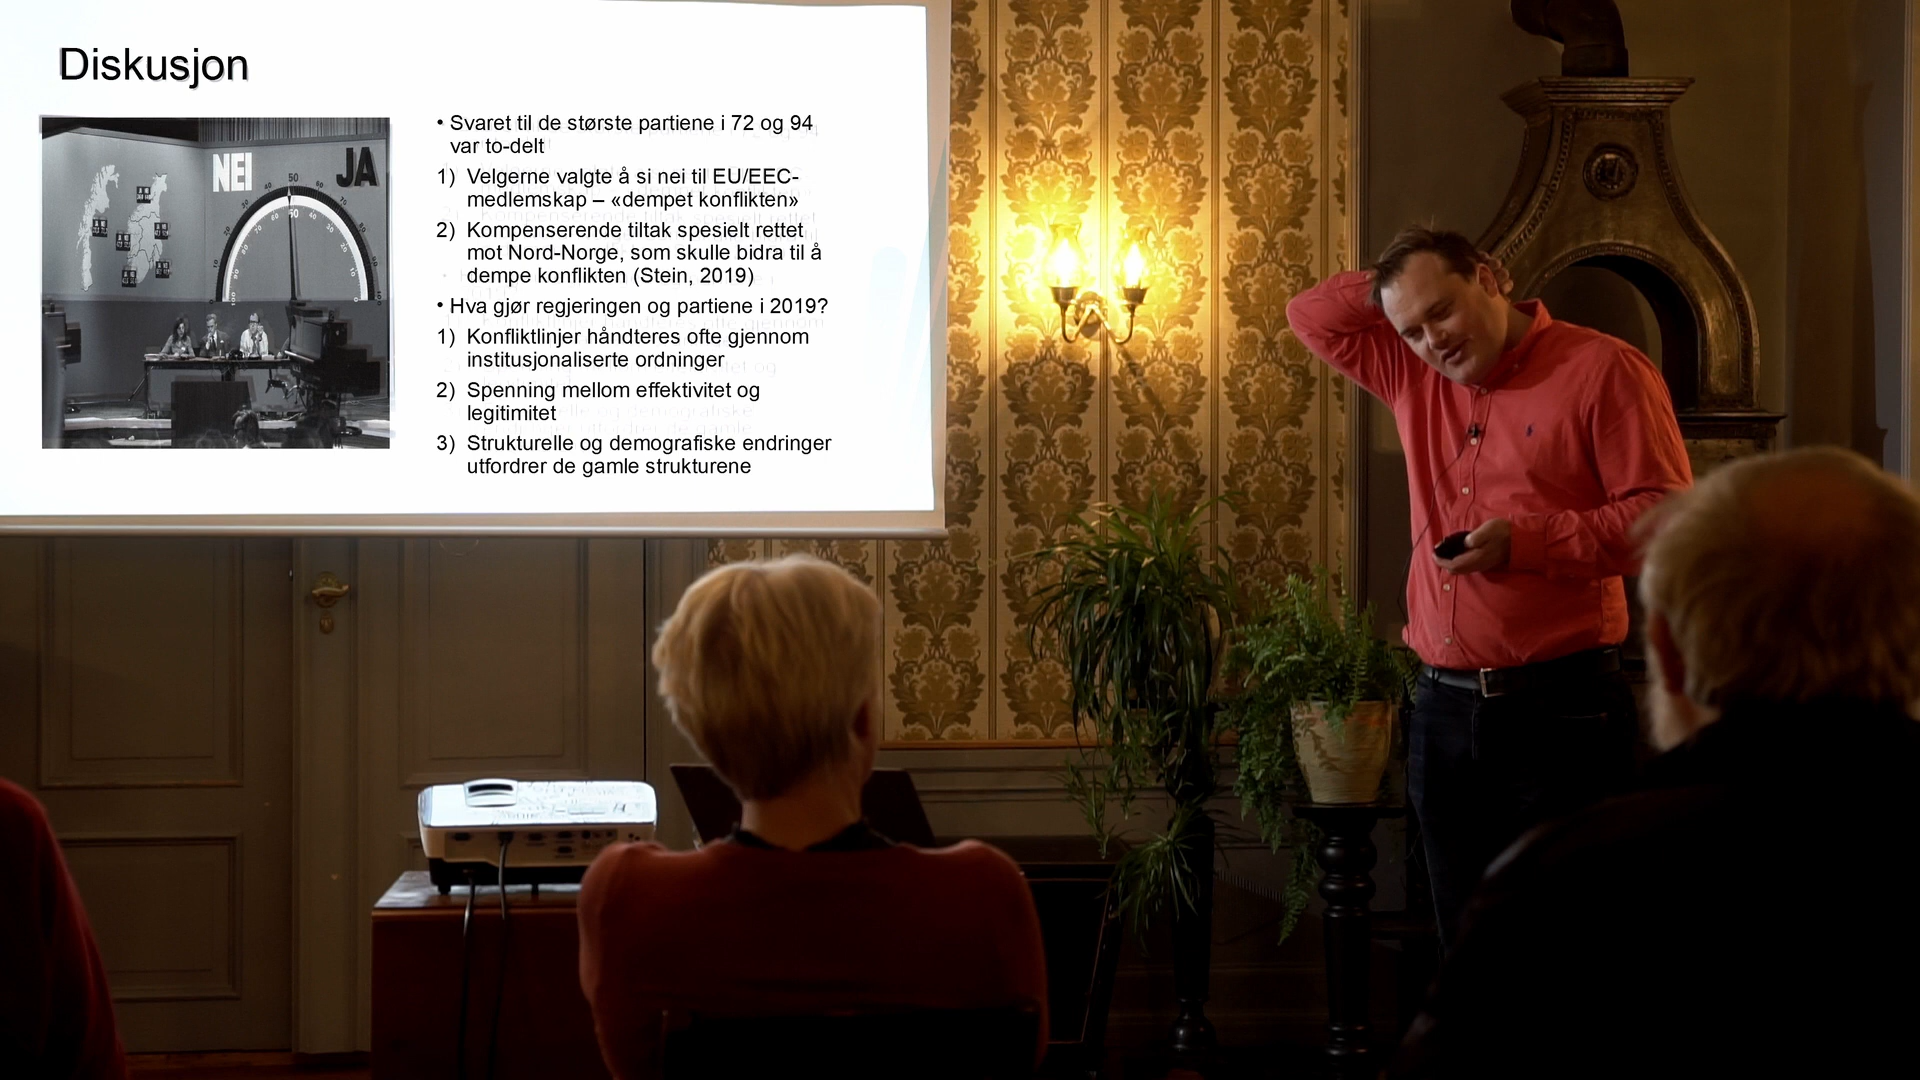 Diskusjon
NEI
JA
• Svaret til de største partiene i 72 og 94
var to-delt
1) Velgerne valgte å si nei til EU/EEC-
medlemskap – «dempet konflikten»
2) Kompenserende tiltak spesielt rettet
mot Nord-Norge, som skulle bidra til å
dempe konflikten (Stein, 2019)
• Hva gjør regjeringen og partiene i 2019?
1) Konfliktlinjer håndteres ofte gjennom
institusjonaliserte ordninger
2) Spenning mellom effektivitet og
legitimitet
3) Strukturelle og demografiske endringer
utfordrer de gamle strukturene